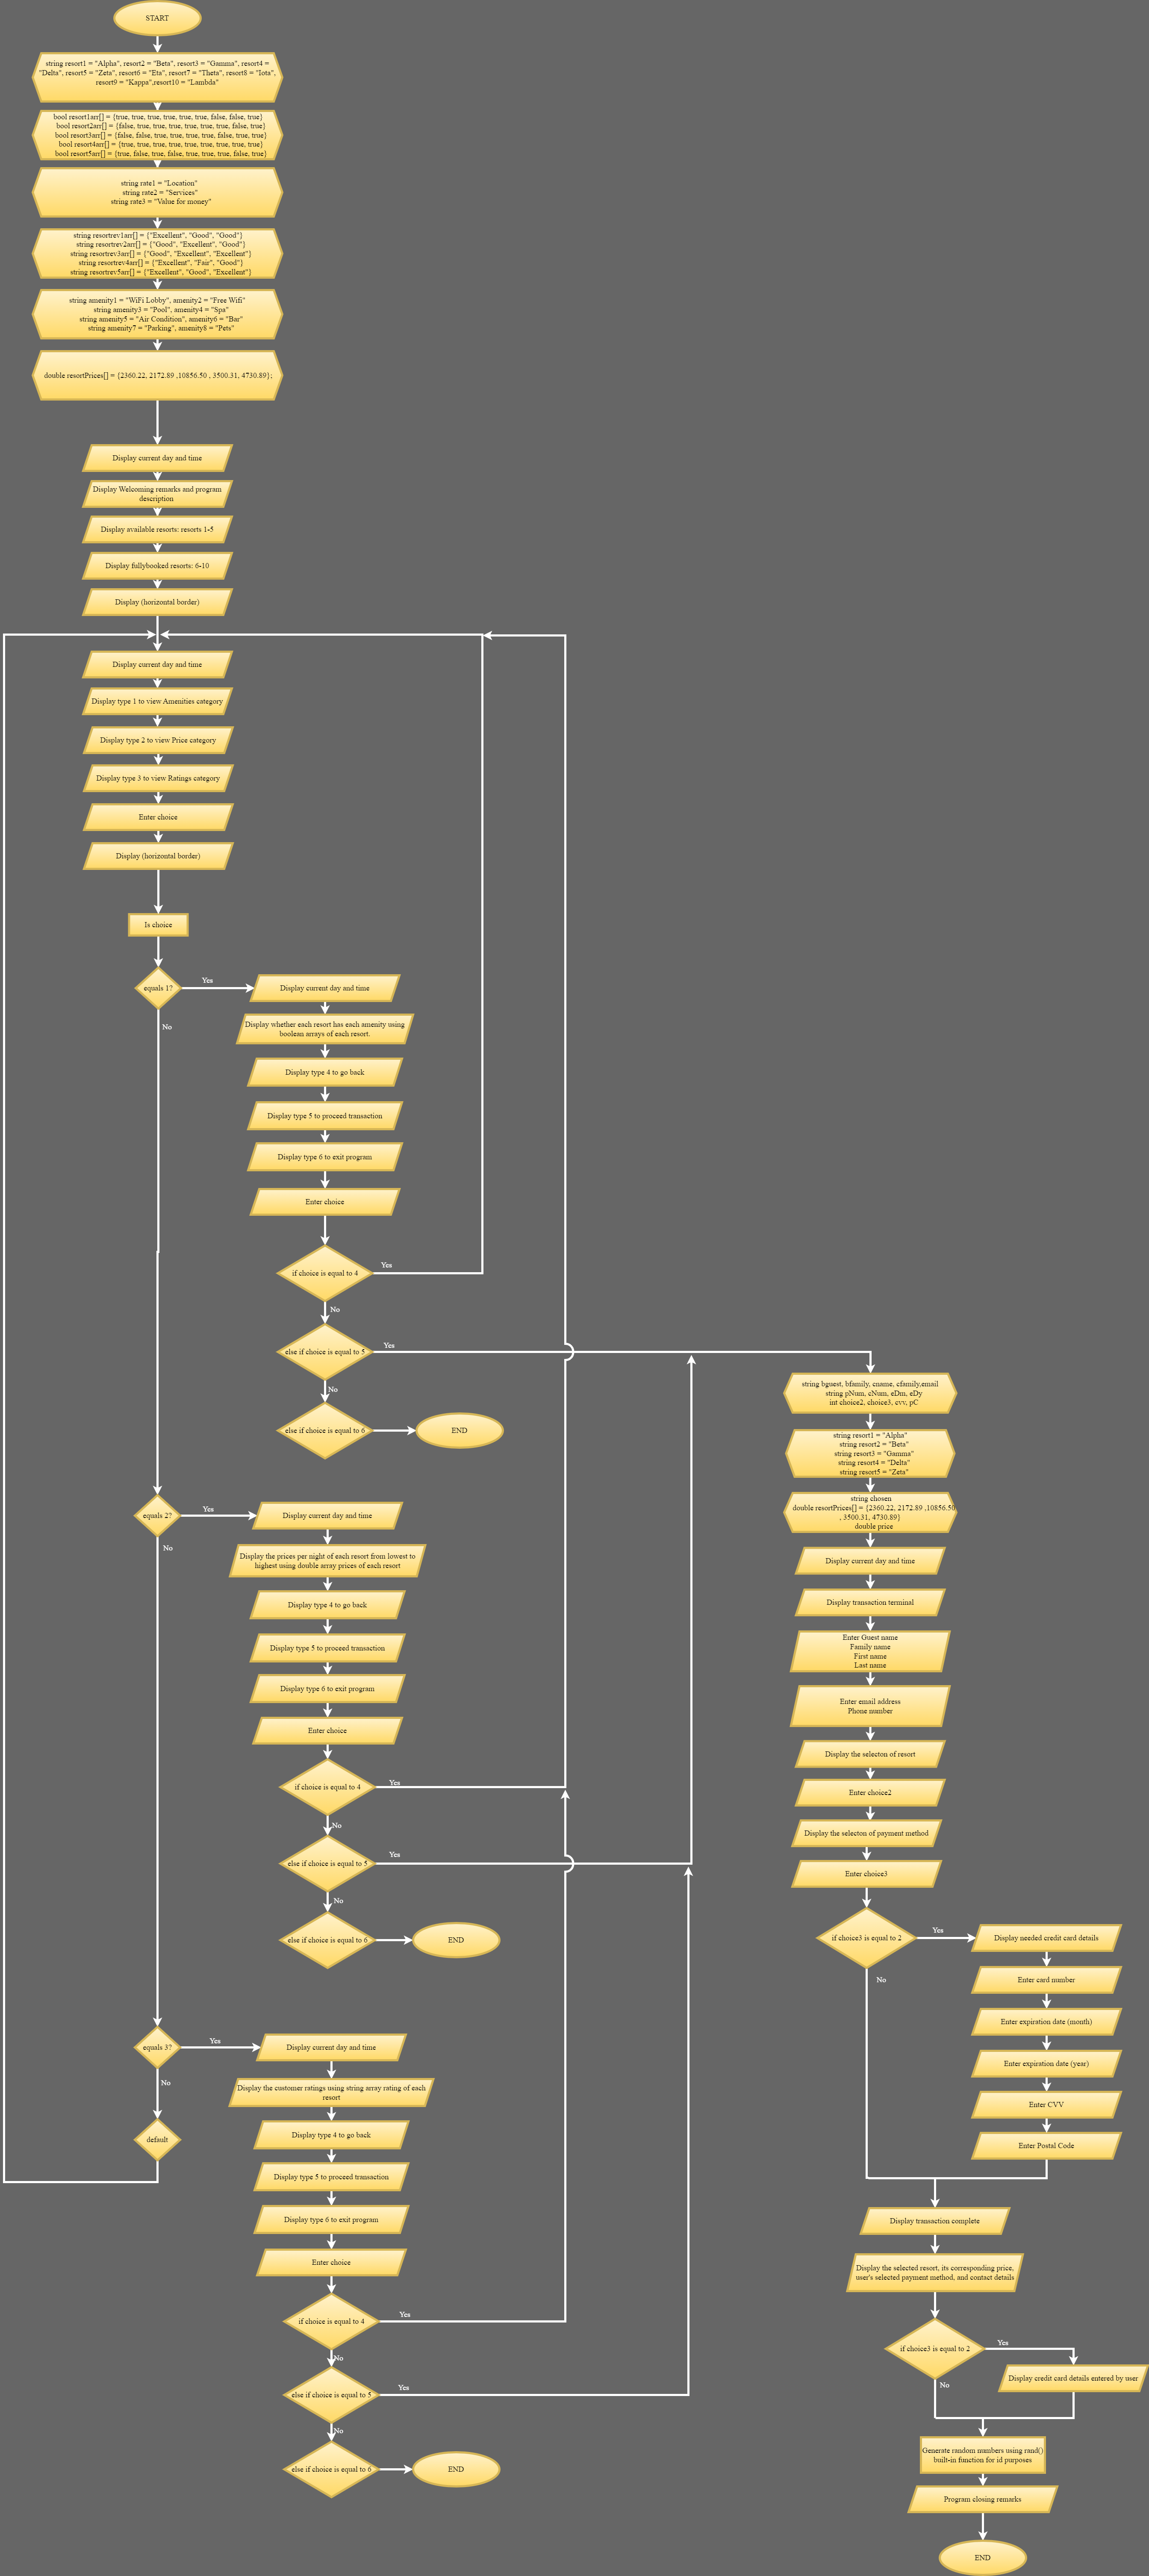 START
string resort1 = "Alpha", resort2 = "Beta", resort3 = "Gamma", resort4 =
"Delta", resort5 = "Zeta", resort6 = "Eta", resort7 = "Theta", resort8 = "Iota",
resort9 = "Kappa",resort10 = "Lambda"
bool resort1arr[] = {true, true, true, true, true, true, false, false, true}
bool resort2arr[] = {false, true, true, true, true, true, true, false, true}
bool resort3arr[] = {false, false, true, true, true, true, false, true, true}
bool resort4arr[] = {true, true, true, true, true, true, true, true, true}
bool resort5arr[] = {true, false, true, false, true, true, true, false, true}
string rate1 = "Location"
string rate2 = "Services"
string rate3 = "Value for money"
string resortrev1arr[] = {"Excellent", "Good", "Good"}
string resortrev2arr[] = {"Good", "Excellent", "Good"}
string resortrev3arr[] = {"Good", "Excellent", "Excellent"}
string resortrev4arr[] = {"Excellent", "Fair", "Good"}
string resortrev5arr[] = {"Excellent", "Good", "Excellent"}
string amenity1 = "WiFi Lobby", amenity2 = "Free Wifi"
string amenity3 = "Pool", amenity4 = "Spa"
string amenity5 = "Air Condition", amenity6 = "Bar"
string amenity7 = "Parking", amenity8 = "Pets"
double resortPrices[] = {2360.22, 2172.89 ,10856.50 , 3500.31, 4730.89};
Display current day and time
Display Welcoming remarks and program
description
Display available resorts: resorts 1-5
Display fullybooked resorts: 6-10
Display (horizontal border)
Display current day and time
Display type 1 to view Amenities category
Display type 2 to view Price category
Display type 3 to view Ratings category
Enter choice
Display (horizontal border)
Is choice
equals 1?
Yes
No
Display current day and time
Display whether each resort has each amenity using
boolean arrays of each resort.
Display type 4 to go back
Display type 5 to proceed transaction
Display type 6 to exit program
Enter choice
if choice is equal to 4
Yes
No
else if choice is equal to 5
Yes
No
else if choice is equal to 6
END
equals 2?
Yes
No
Display current day and time
Display the prices per night of each resort from lowest to
highest using double array prices of each resort
Display type 4 to go back
Display type 5 to proceed transaction
Display type 6 to exit program
Enter choice
if choice is equal to 4
Yes
No
else if choice is equal to 5
Yes
No
else if choice is equal to 6
END
equals 3?
Yes
No
default
Display current day and time
Display the customer ratings using string array rating of each
resort
Display type 4 to go back
Display type 5 to proceed transaction
Display type 6 to exit program
Enter choice
if choice is equal to 4
Yes
No
else if choice is equal to 5
Yes
No
else if choice is equal to 6
END
string bguest, bfamily, cname, cfamily,email
string pNum, cNum, eDm, eDy
int choice2, choice3, cvv, pC
string resort1 = "Alpha"
string resort2 = "Beta"
string resort3 = "Gamma"
string resort4 = "Delta"
string resort5 = "Zeta"
string chosen
double resortPrices[] = {2360.22, 2172.89 ,10856.50
, 3500.31, 4730.89}
double price
Display current day and time
Display transaction terminal
Enter Guest name
Family name
First name
Last name
Enter email address
Phone number
Display the selecton of resort
Enter choice2
Display the selecton of payment method
Enter choice3
if choice3 is equal to 2
Yes
No
Display needed credit card details
Enter card number
Enter expiration date (month)
Enter expiration date (year)
Enter CVV
Enter Postal Code
Display transaction complete
Display the selected resort, its corresponding price,
user's selected payment method, and contact details
if choice3 is equal to 2
Yes
No
Display credit card details entered by user
Generate random numbers using rand()
built-in function for id purposes
Program closing remarks
END